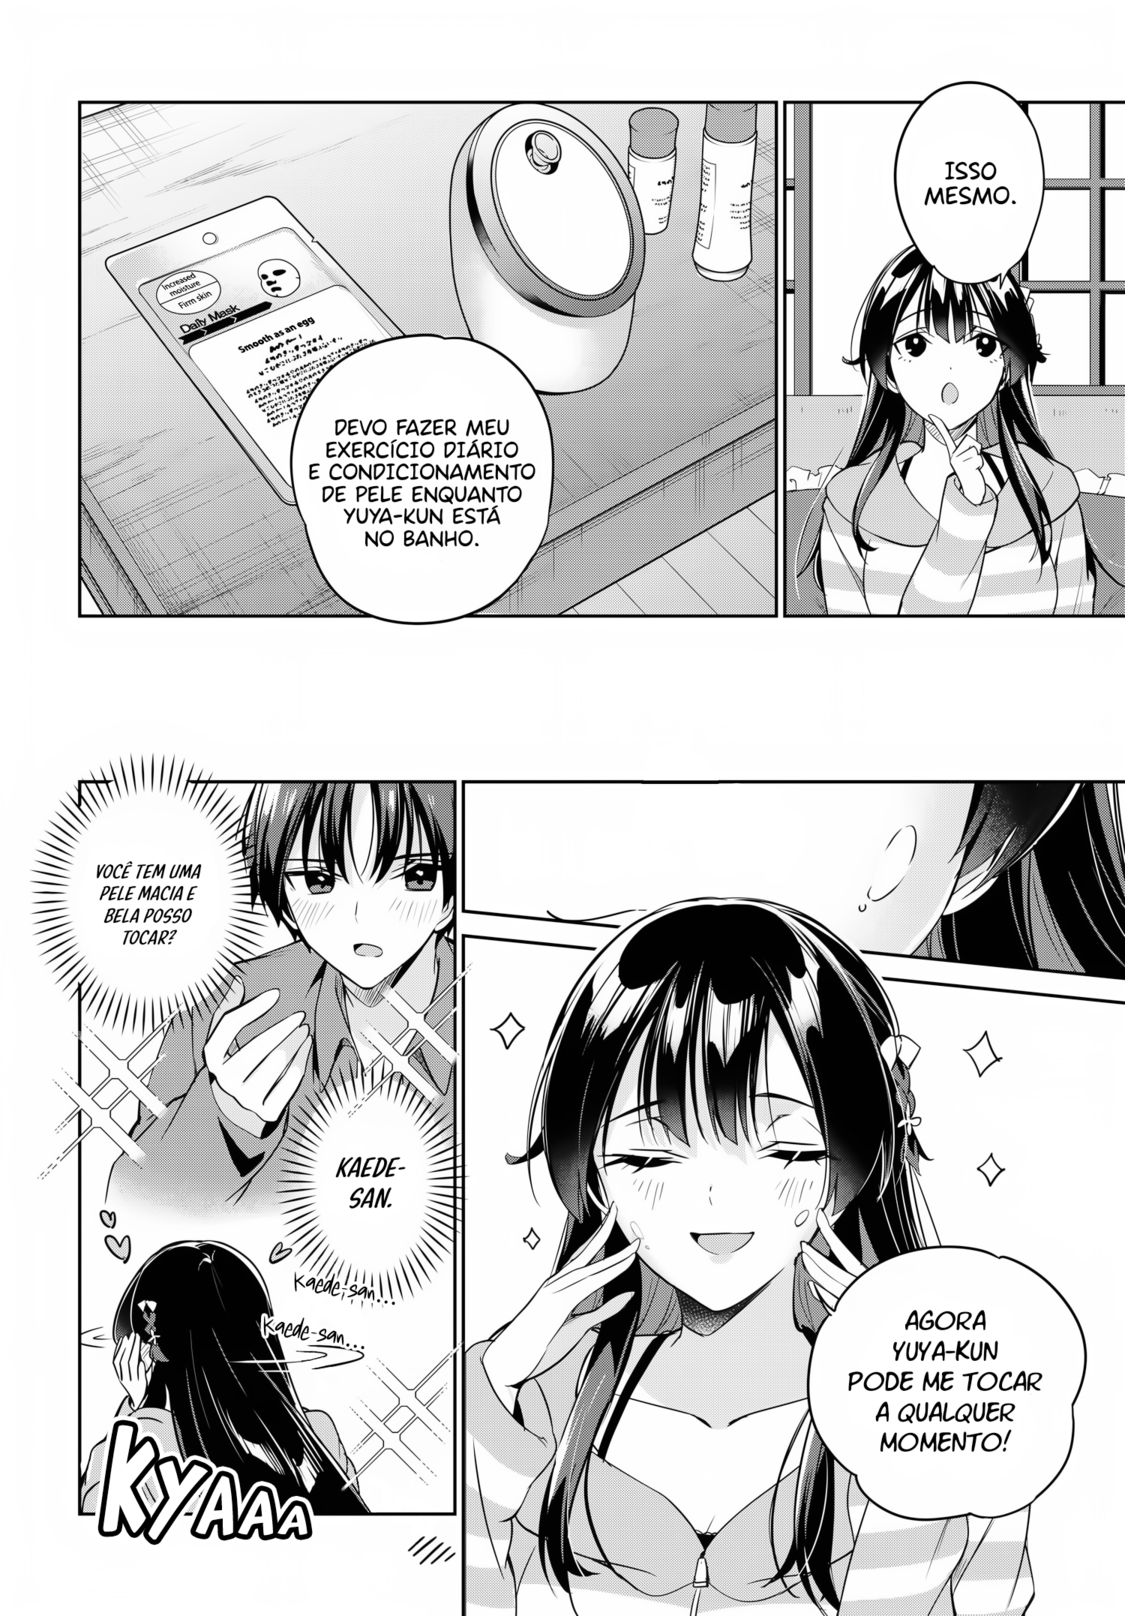 ISSO
MESMO.
Increased
moisture
Firm skin
Daily Mask
Smooth as an egg
DEVO FAZER MEU
EXERCÍCIO DIÁRIO
E CONDICIONAMENTO
DE PELE ENQUANTO
YUYA-KUN ESTÁ
NO BANHO.
AGORA
YUYA-KUN
PODE ME TOCAR
A QUALQUER
MOMENTO!
VOCÊ TEM UMA
PELE MACIA E
BELA POSSO
TOCAR?
KAEDE-
SAN.
Kaede-san...
Kaede-san...
KYAAA